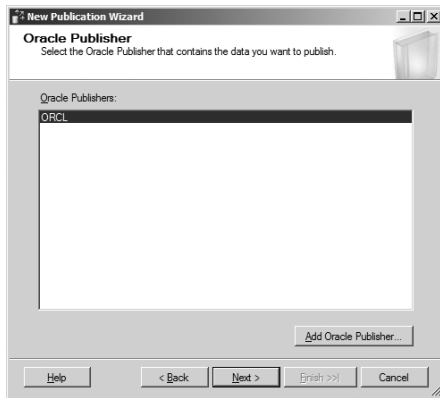 New Publication Wizard
Oracle Publisher
Select the Oracle Publisher that contains the data you want to publish.
Oracle Publishers:
ORCL
Add Oracle Publisher...
Help < Back Next > Finish >>| Cancel